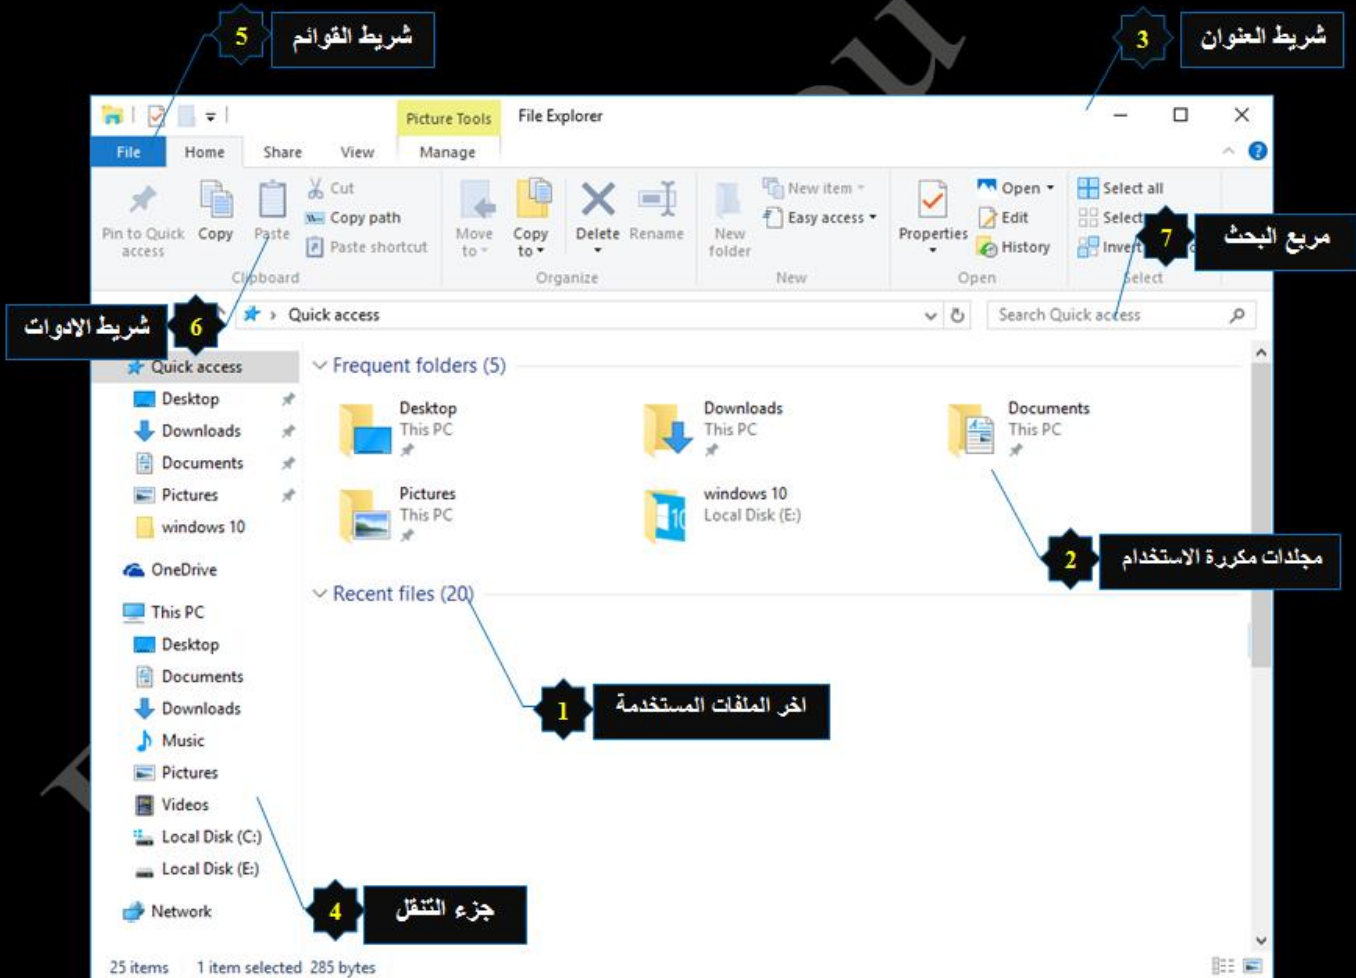 شريط القوائم
5
شريط العنوان
3
Picture Tools
File Explorer
File
Home
Share
View
Manage
Pin to Quick access
Copy
Paste
Cut
Copy path
Paste shortcut
Clipboard
Move to
Copy to
Delete
Rename
Organize
New folder
New item
Easy access
New
Properties
Open
Edit
History
Open
Select all
Select
Invert
Select
مربع البحث
7
شريط الادوات
6
Quick access
Search Quick access
Quick access
Desktop
Downloads
Documents
Pictures
windows 10
OneDrive
This PC
Desktop
Documents
Downloads
Music
Pictures
Videos
Local Disk (C:)
Local Disk (E:)
Network
Frequent folders (5)
Desktop
This PC
Downloads
This PC
Documents
This PC
Pictures
This PC
windows 10
Local Disk (E:)
مجلدات مكررة الاستخدام
2
Recent files (20)
اخر الملفات المستخدمة
1
جزء التنقل
4
25 items
1 item selected 285 bytes